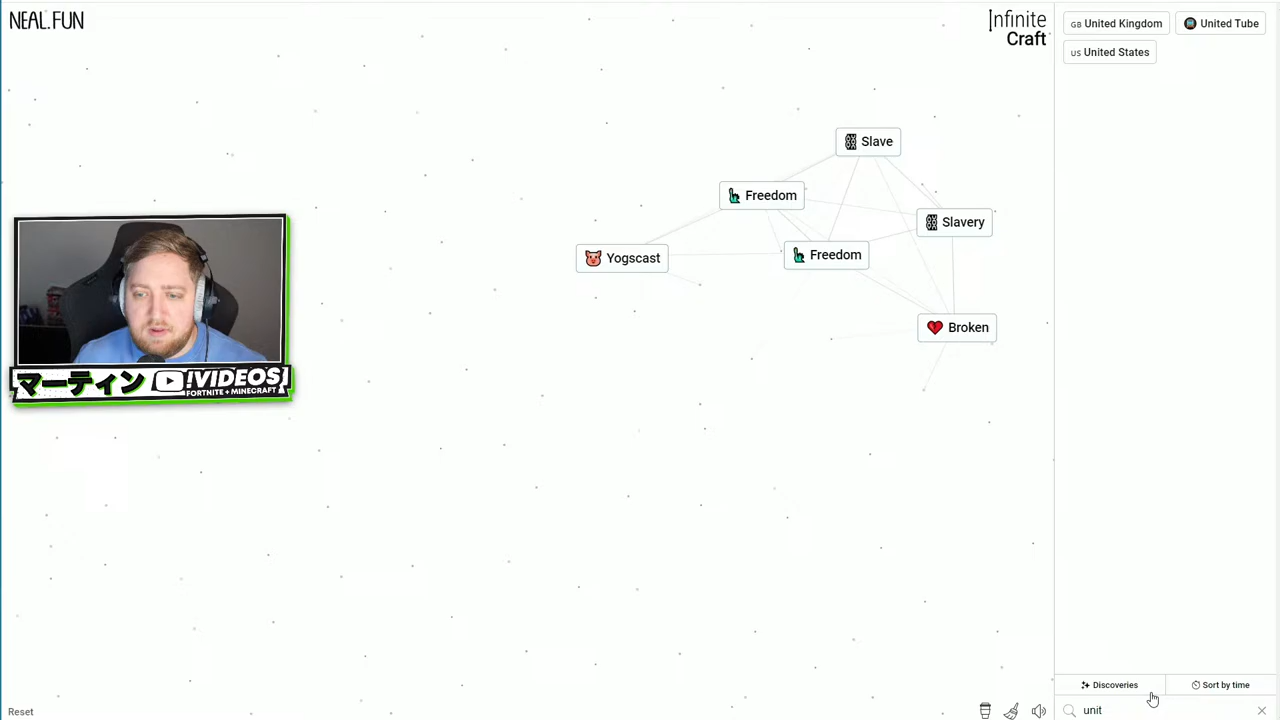 NEAL.FUN
Infinite
Craft
GB United Kingdom
United Tube
US United States
Slave
Freedom
Slavery
Yogscast
Freedom
Broken
マーティン
!VIDEOS
FORTNITE + MINECRAFT
Discoveries
Sort by time
Reset
unit